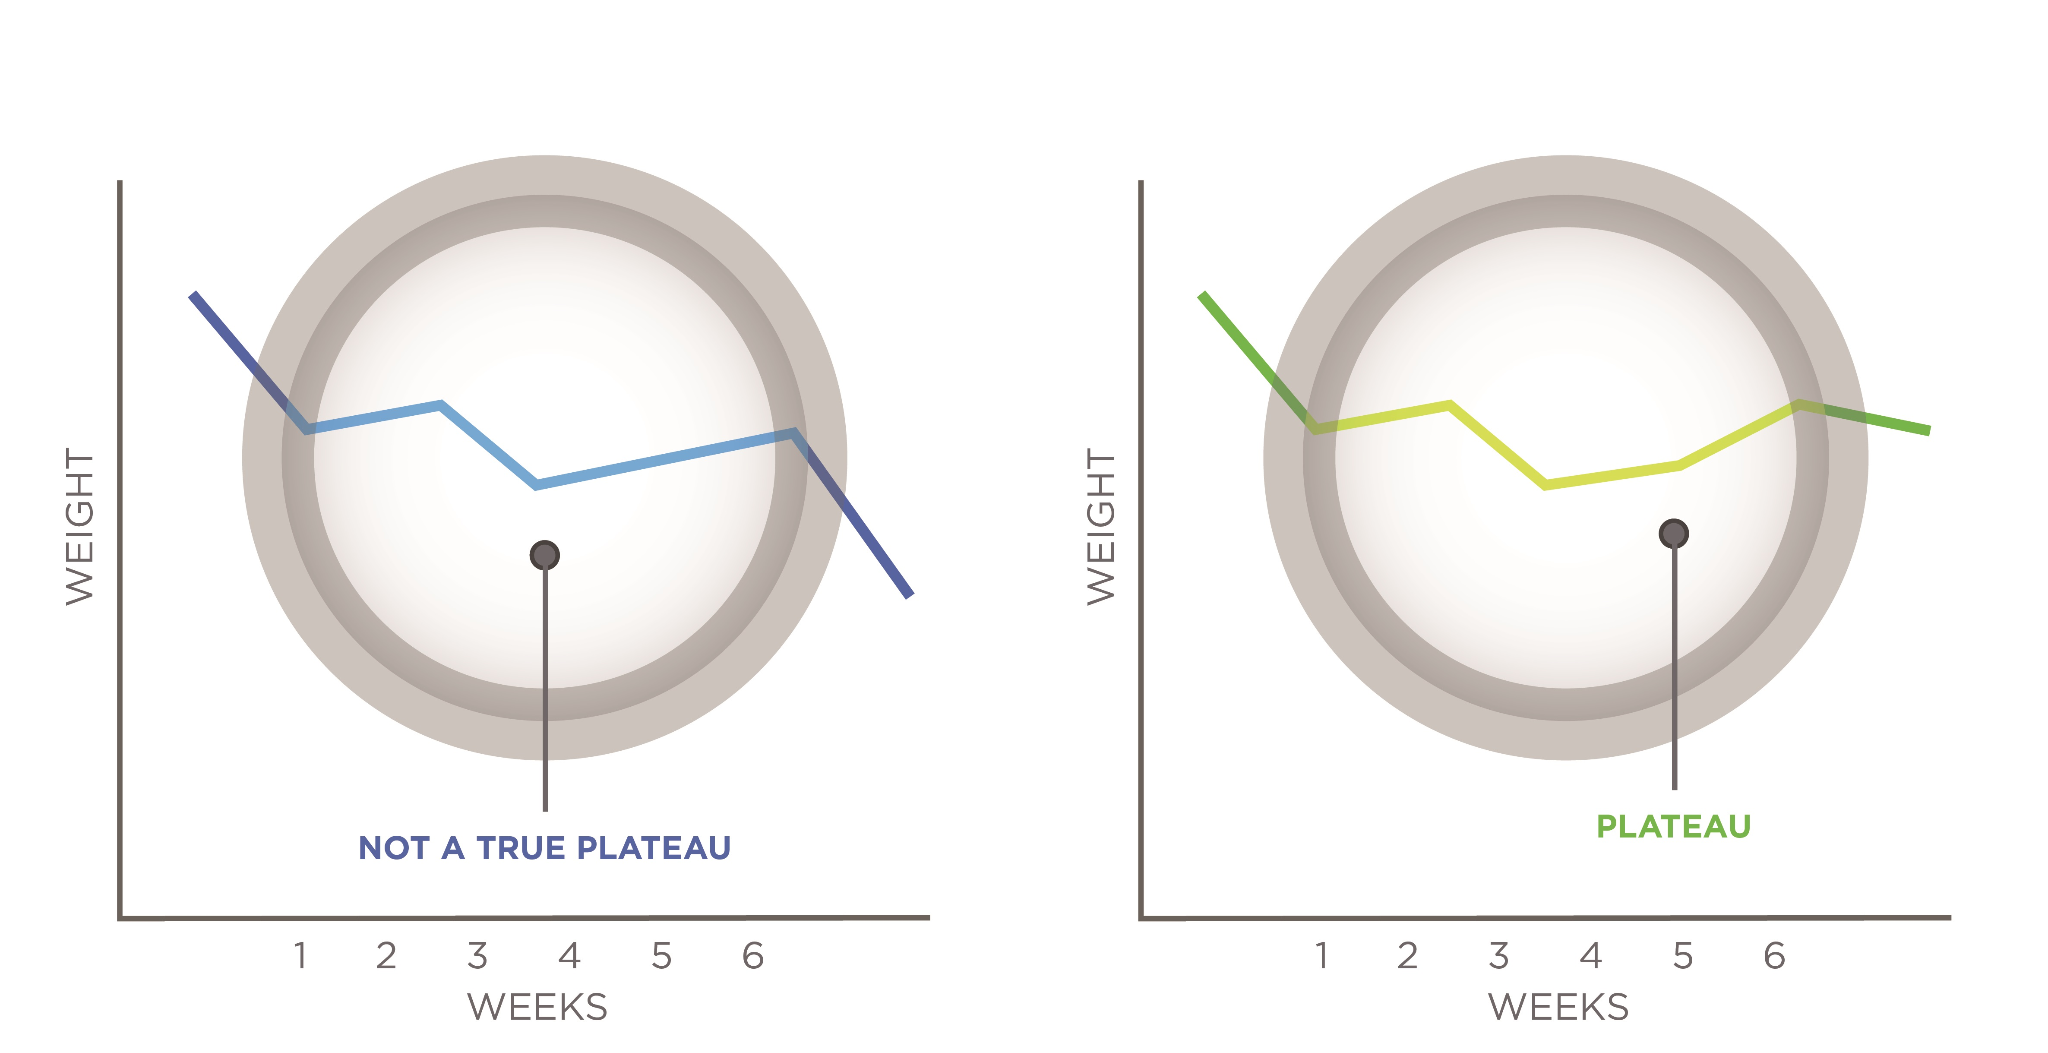 WEIGHT
NOT A TRUE PLATEAU
1 2 3 4 5 6
WEEKS
WEIGHT
PLATEAU
1 2 3 4 5 6
WEEKS